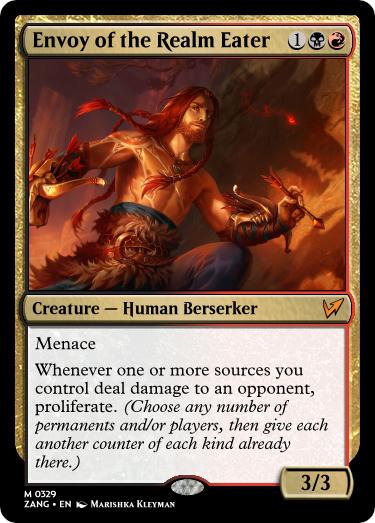 Envoy of the Realm Eater 1
Creature — Human Berserker
Menace
Whenever one or more sources you
control deal damage to an opponent,
proliferate. (Choose any number of
permanents and/or players, then give each
another counter of each kind already
there.)
3/3
M 0329
ZANG • EN Marishka Kleyman